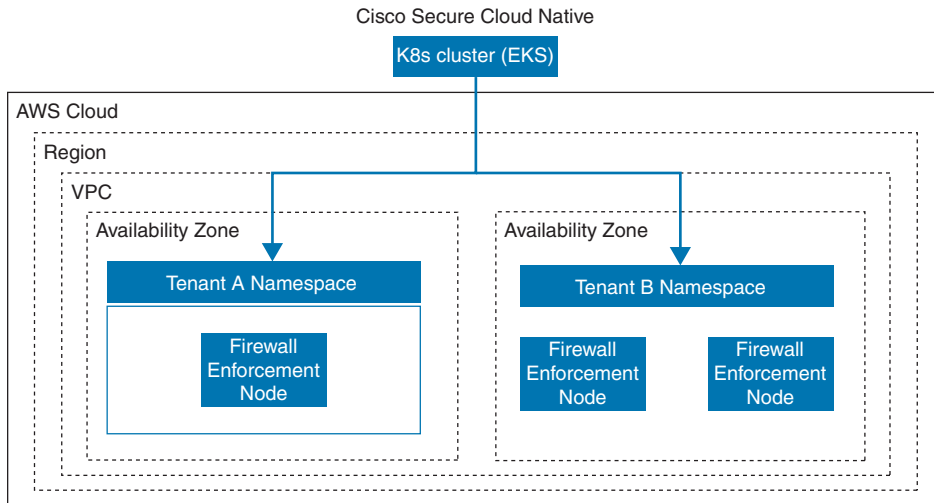 Cisco Secure Cloud Native
K8s cluster (EKS)
AWS Cloud
Region
VPC
Availability Zone
Tenant A Namespace
Firewall
Enforcement
Node
Availability Zone
Tenant B Namespace
Firewall
Enforcement
Node
Firewall
Enforcement
Node